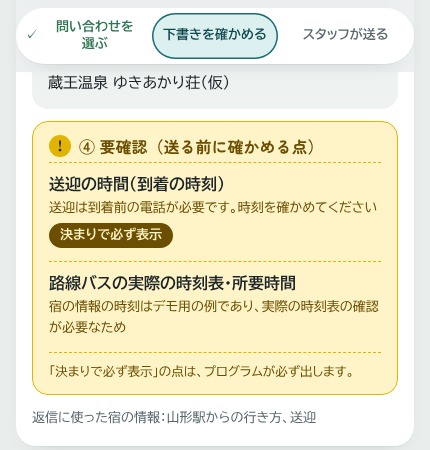 ✓ 問い合わせを
選ぶ
下書きを確かめる
スタッフが送る
蔵王温泉 ゆきあかり荘(仮)
! ④ 要確認（送る前に確かめる点）
送迎の時間(到着の時刻)
送迎は到着前の電話が必要です。時刻を確かめてください
決まりで必ず表示
路線バスの実際の時刻表・所要時間
宿の情報の時刻はデモ用の例であり、実際の時刻表の確認
が必要なため
「決まりで必ず表示」の点は、プログラムが必ず出します。
返信に使った宿の情報：山形駅からの行き方、送迎